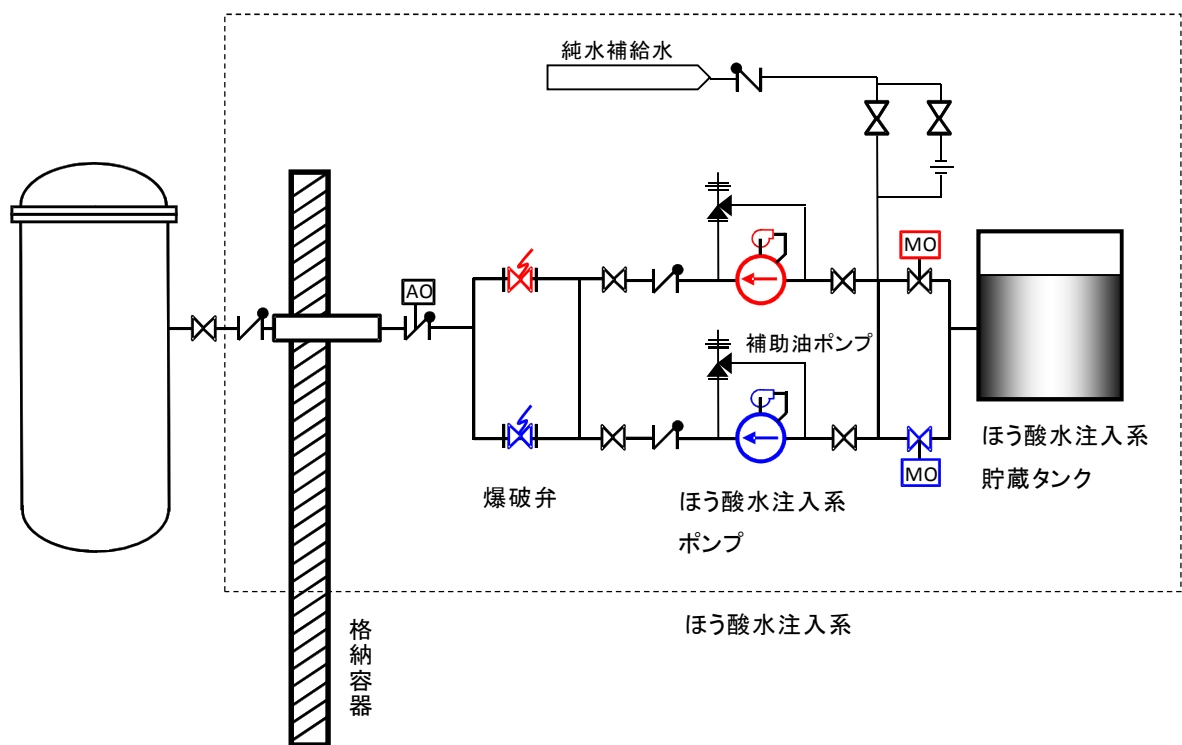 純水補給水
MO
AO
補助油ポンプ
MO
ほう酸水注入系
貯蔵タンク
爆破弁
ほう酸水注入系
ポンプ
ほう酸水注入系
格納容器